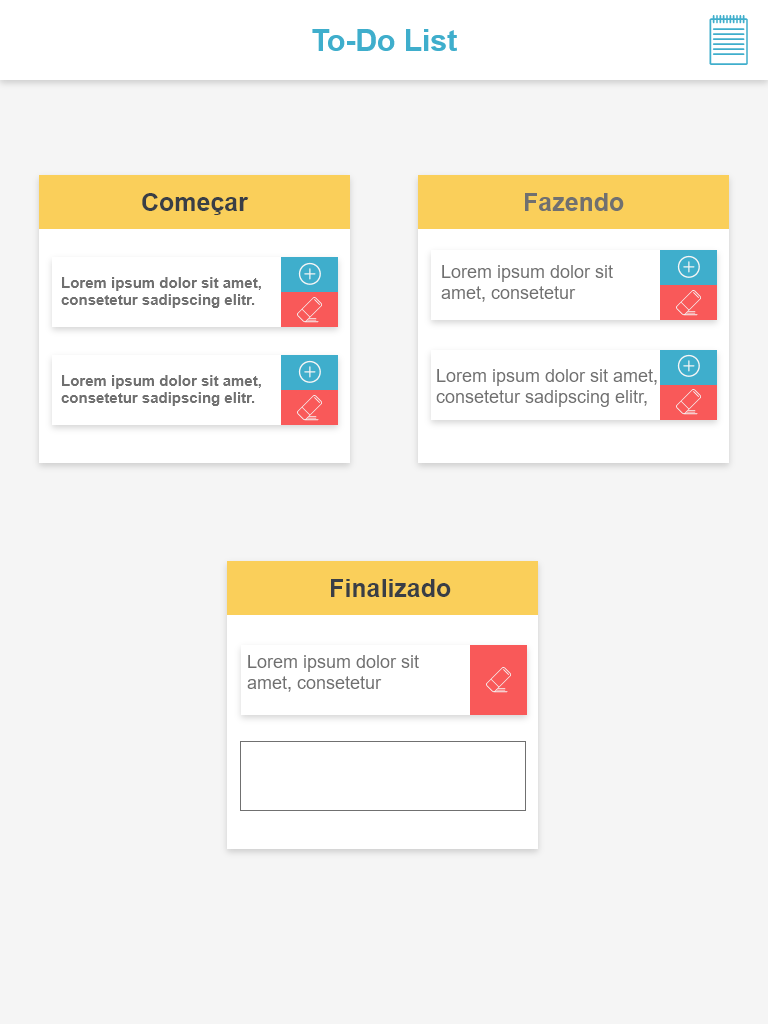 To-Do List
Começar
Lorem ipsum dolor sit amet,
consetetur sadipscing elitr.
Lorem ipsum dolor sit amet,
consetetur sadipscing elitr.
Fazendo
Lorem ipsum dolor sit
amet, consetetur
Lorem ipsum dolor sit amet,
consetetur sadipscing elitr,
Finalizado
Lorem ipsum dolor sit
amet, consetetur